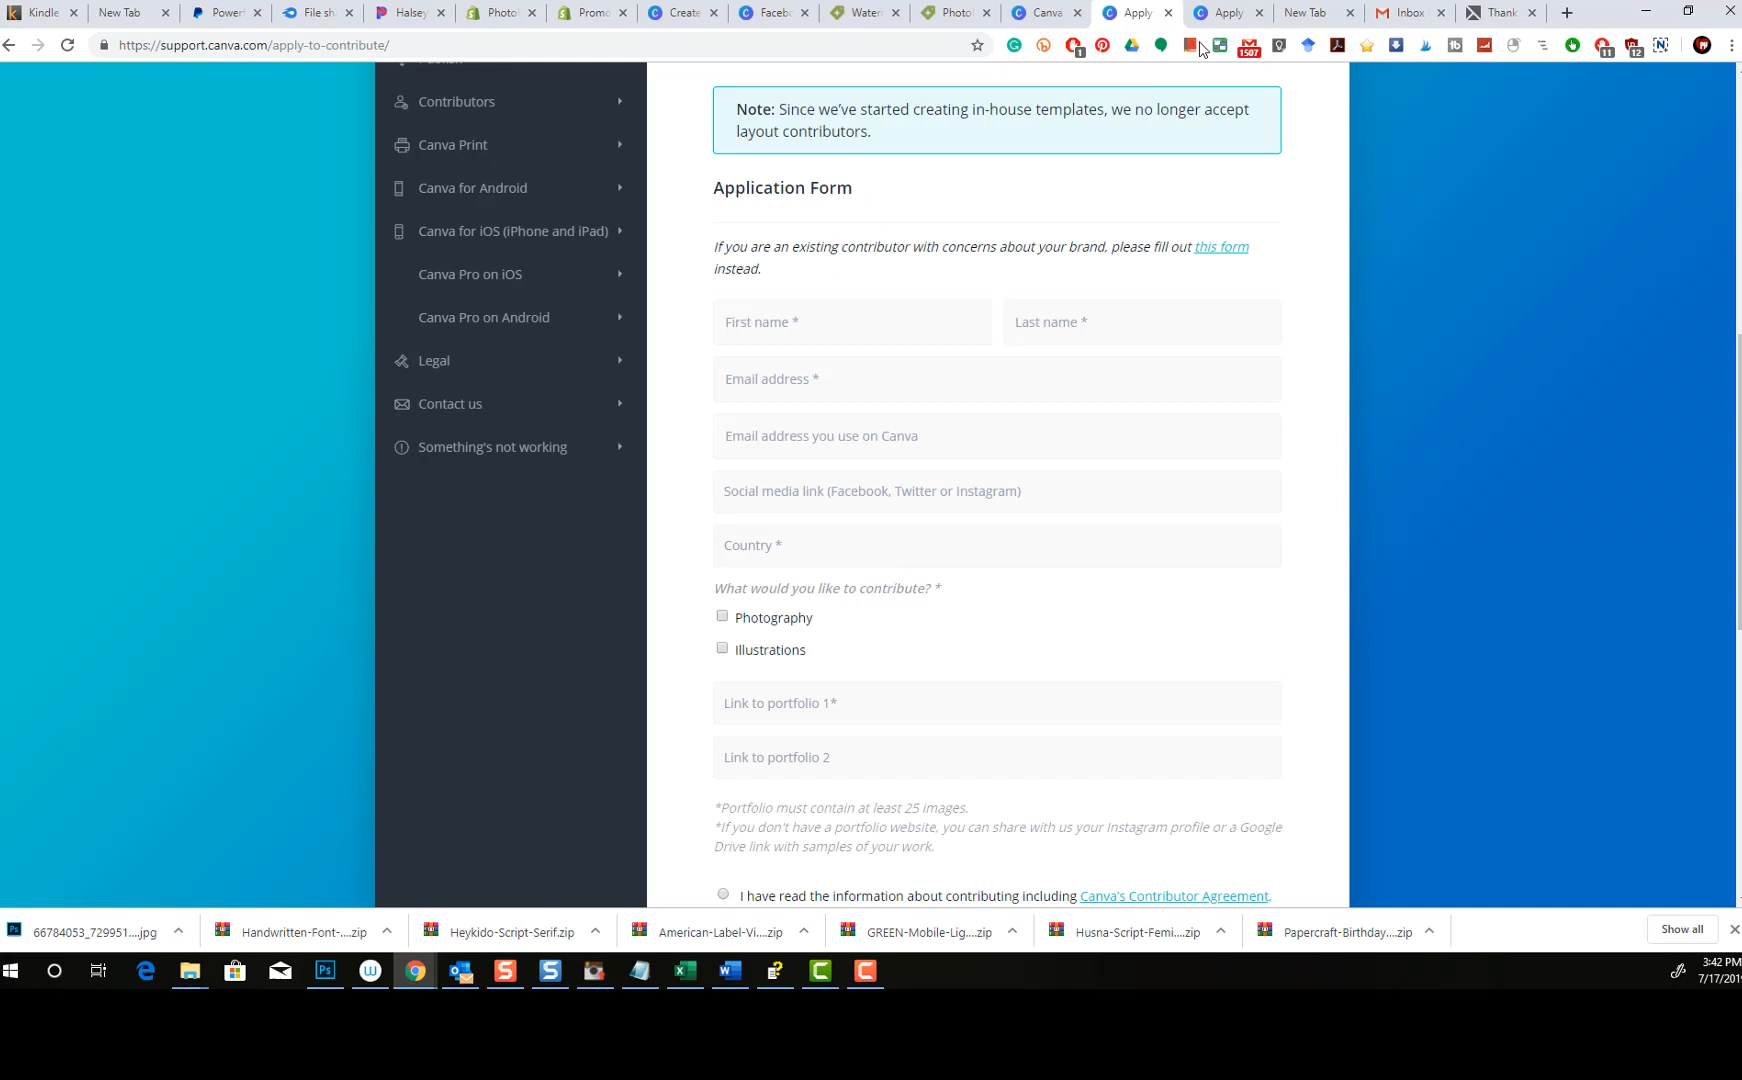 Kindle New Tab Power File sh Halsey Photol Promo Create Faceb Water Photol Canva Apply Apply New Tab Inbox Thank
https://support.canva.com/apply-to-contribute/
1 1507 11 12
Contributors
Canva Print
Canva for Android
Canva for iOS (iPhone and iPad)
Canva Pro on iOS
Canva Pro on Android
Legal
Contact us
Something's not working
Note: Since we've started creating in-house templates, we no longer accept
layout contributors.
Application Form
If you are an existing contributor with concerns about your brand, please fill out this form
instead.
First name * Last name *
Email address *
Email address you use on Canva
Social media link (Facebook, Twitter or Instagram)
Country *
What would you like to contribute? *
Photography
Illustrations
Link to portfolio 1*
Link to portfolio 2
*Portfolio must contain at least 25 images.
*If you don't have a portfolio website, you can share with us your Instagram profile or a Google
Drive link with samples of your work.
I have read the information about contributing including Canva's Contributor Agreement.
66784053_729951....jpg Handwritten-Font-....zip Heykido-Script-Serif.zip American-Label-Vi....zip GREEN-Mobile-Lig....zip Husna-Script-Femi....zip Papercraft-Birthday....zip Show all
3:42 PM
7/17/201